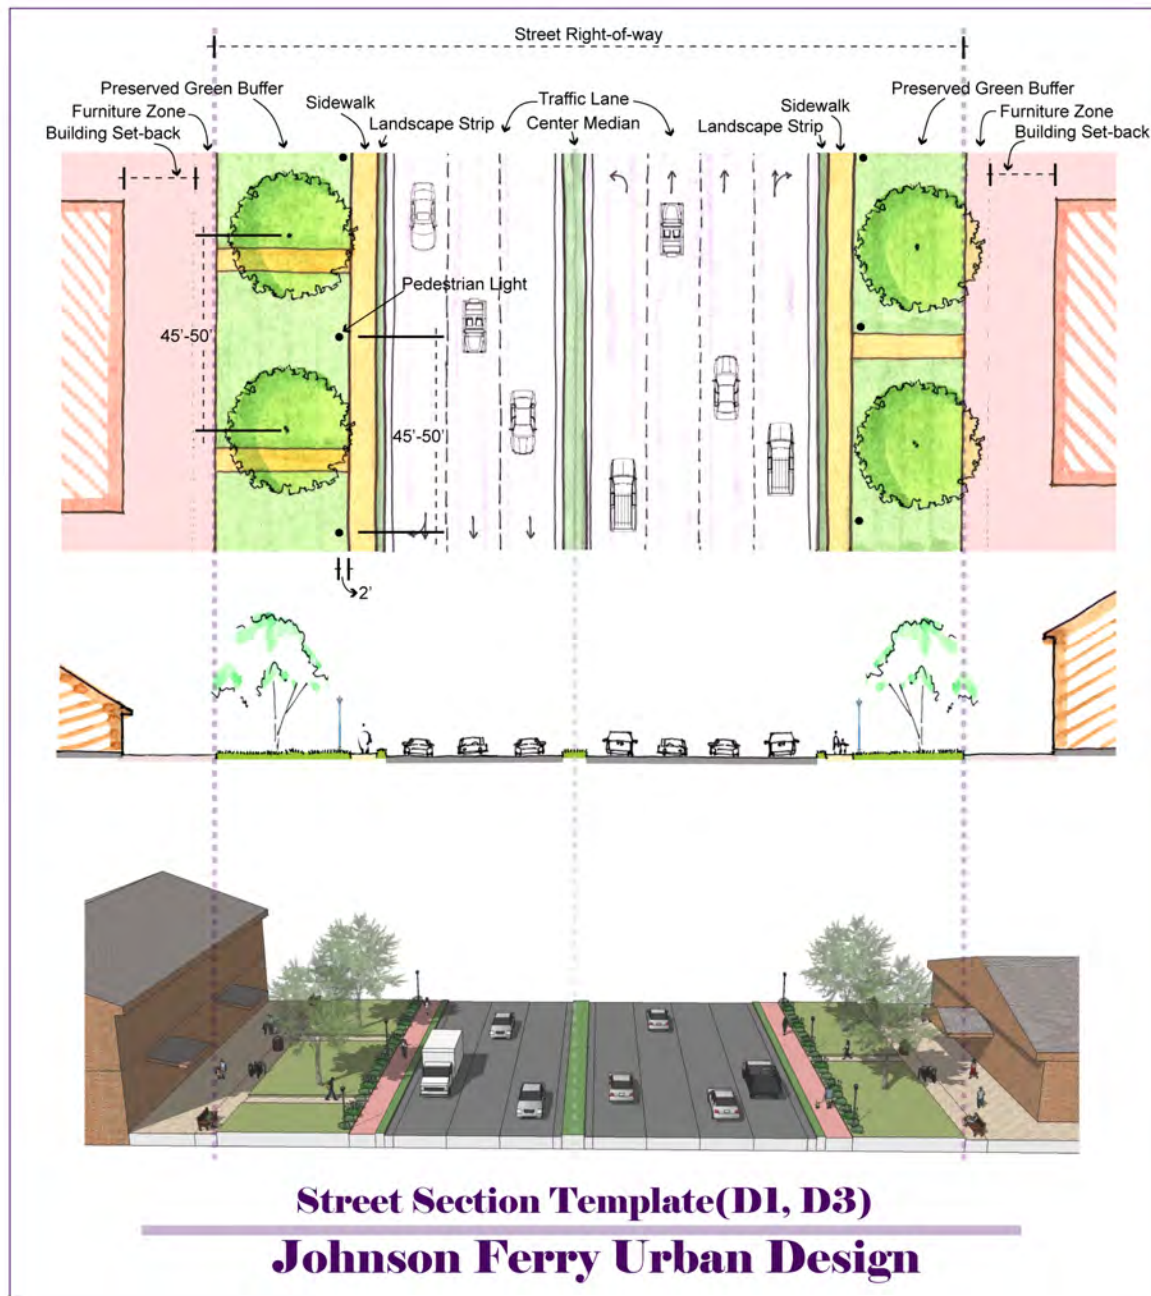 Street Right-of-way
Preserved Green Buffer
Furniture Zone
Building Set-back
Sidewalk
Landscape Strip
Traffic Lane
Center Median
Sidewalk
Landscape Strip
Preserved Green Buffer
Furniture Zone
Building Set-back
Pedestrian Light
45'-50'
45'-50'
2'
Street Section Template(D1, D3)
Johnson Ferry Urban Design